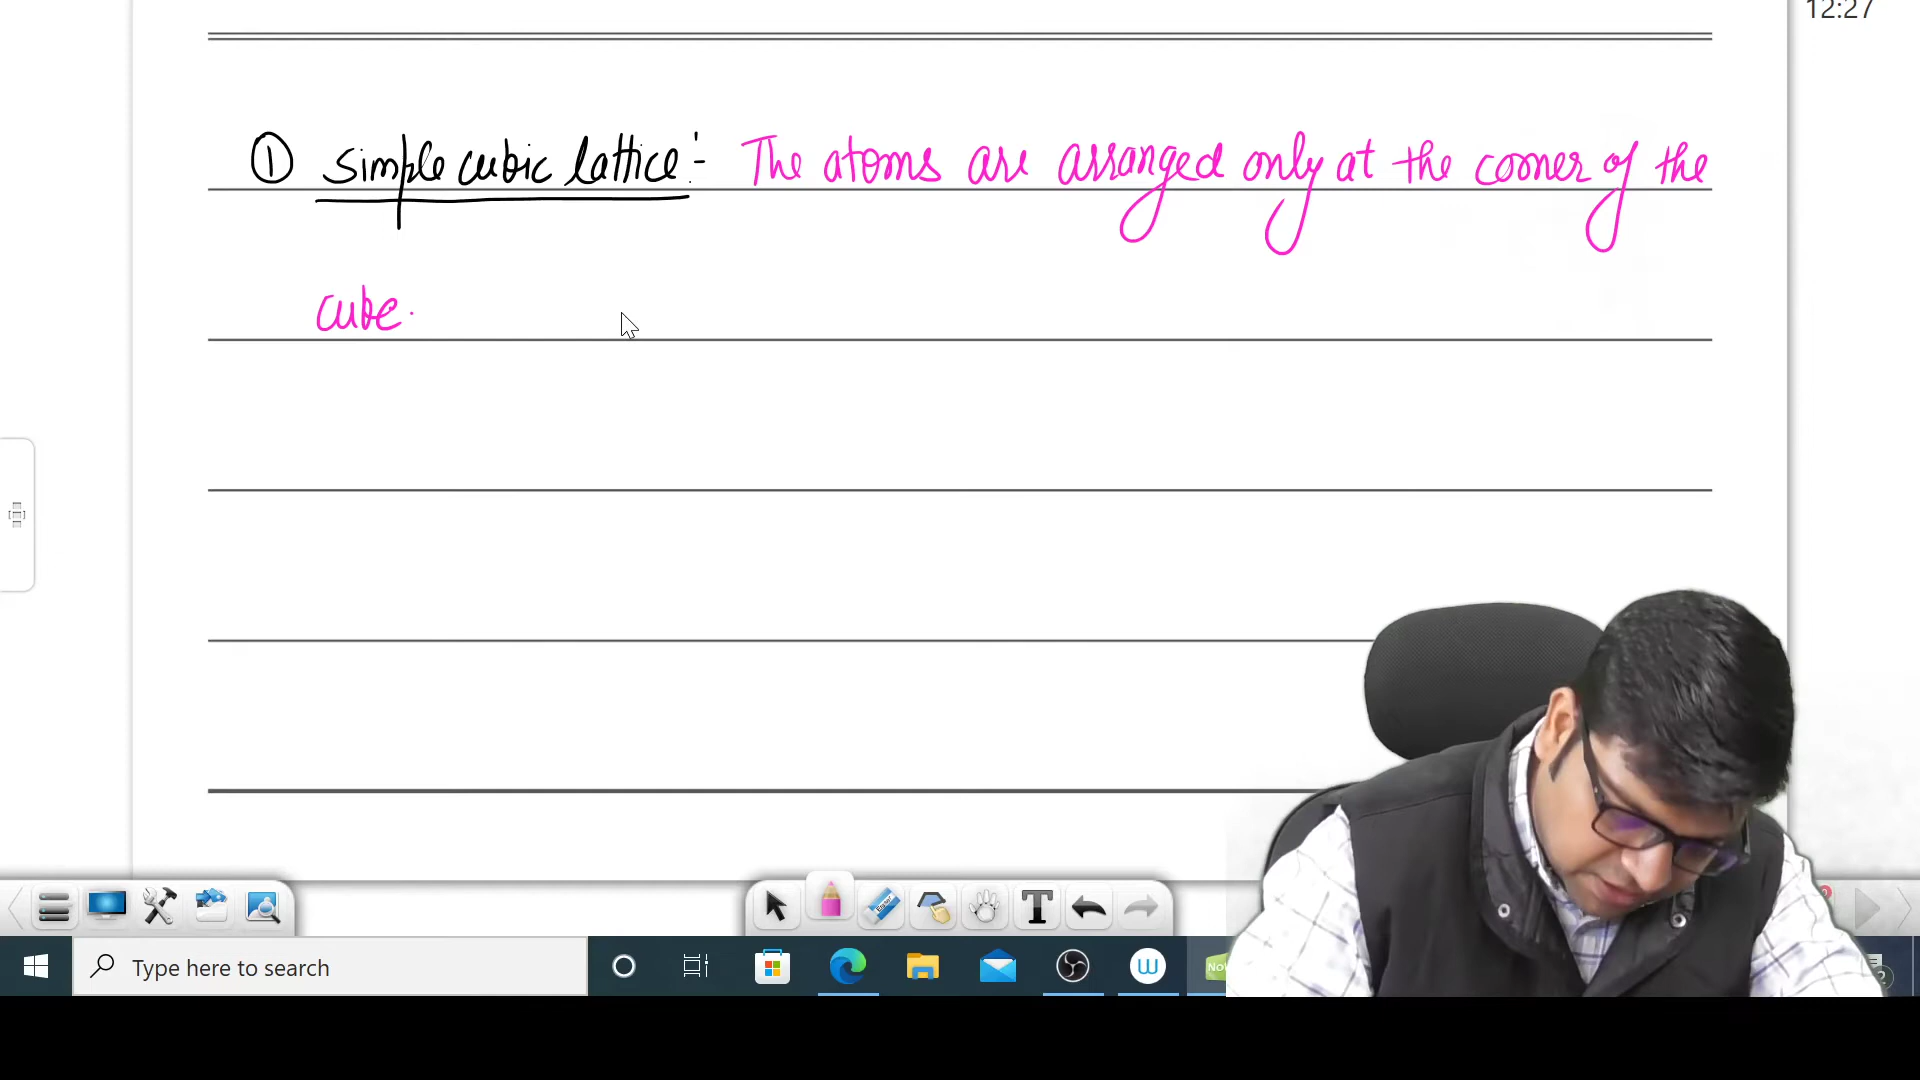 12:27
① simple cubic lattice:- The atoms are arranged only at the corner of the
cube.
Type here to search